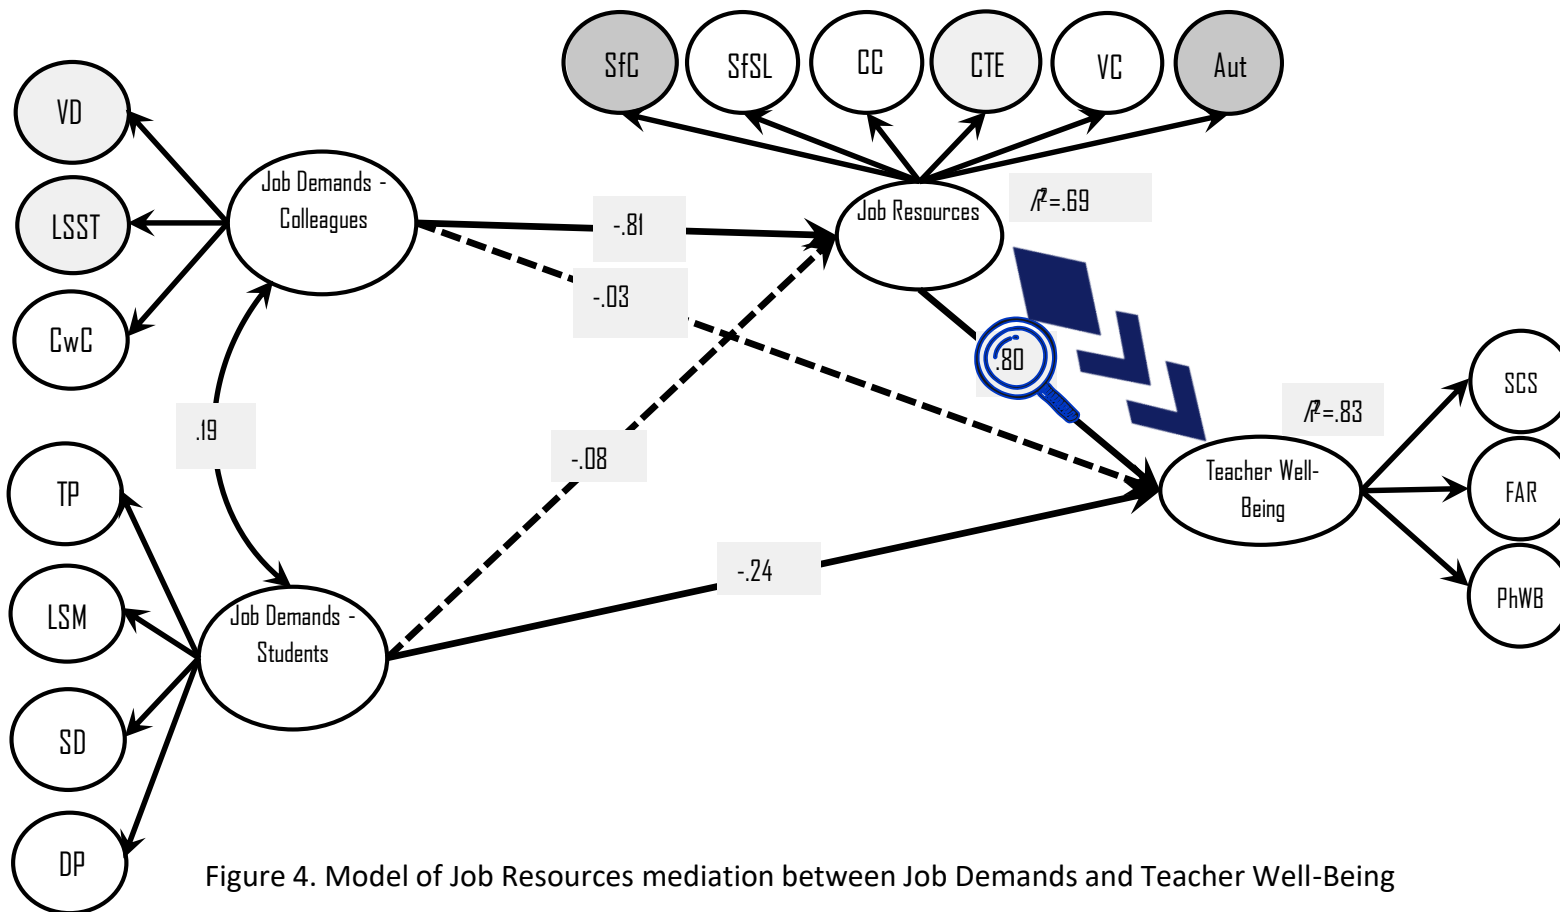 SfC
SfSL
CC
CTE
VC
Aut
VD
LSST
CwC
Job Demands -
Colleagues
Job Resources
R²=.69
-.81
-.03
.80
.19
-.08
-.24
R²=.83
Teacher Well-
Being
SCS
FAR
PhWB
TP
LSM
SD
DP
Job Demands -
Students
Figure 4. Model of Job Resources mediation between Job Demands and Teacher Well-Being